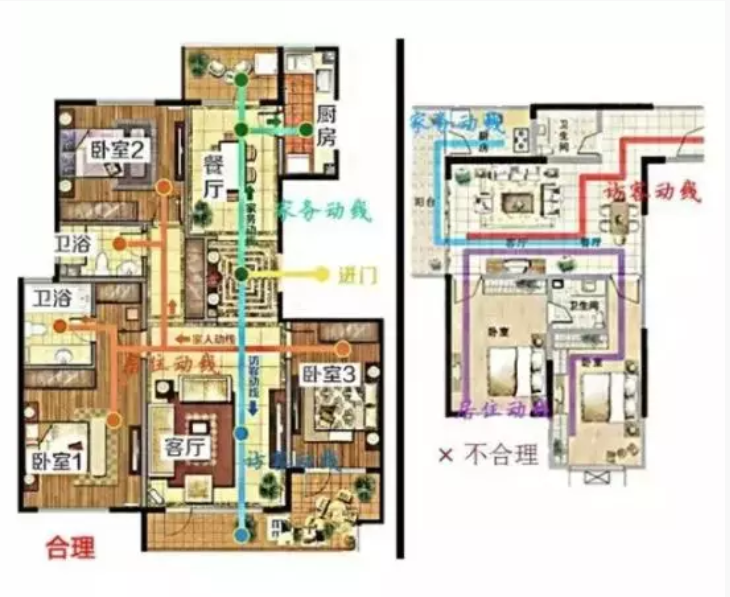 厨房
卧室2
餐厅
家务动线
家务动线
卫浴
进门
卫浴
家人动线
居住动线
访客动线
卧室3
客厅
访客动线
卧室1
合理
家务动线
厨房
卫生间
访客动线
阳台
客厅
餐厅
卫生间
卧室
卧室
居住动线
× 不合理